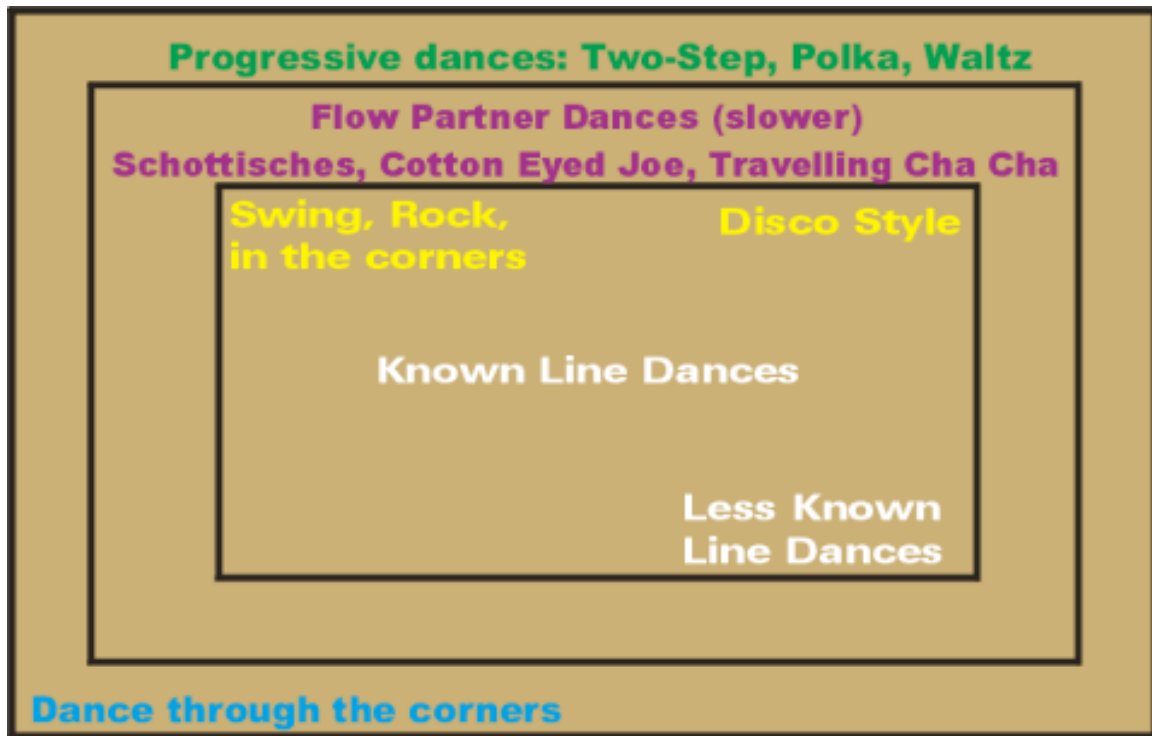 Progressive dances: Two-Step, Polka, Waltz
Flow Partner Dances (slower)
Schottisches, Cotton Eyed Joe, Travelling Cha Cha
Swing, Rock,
in the corners
Disco Style
Known Line Dances
Less Known
Line Dances
Dance through the corners